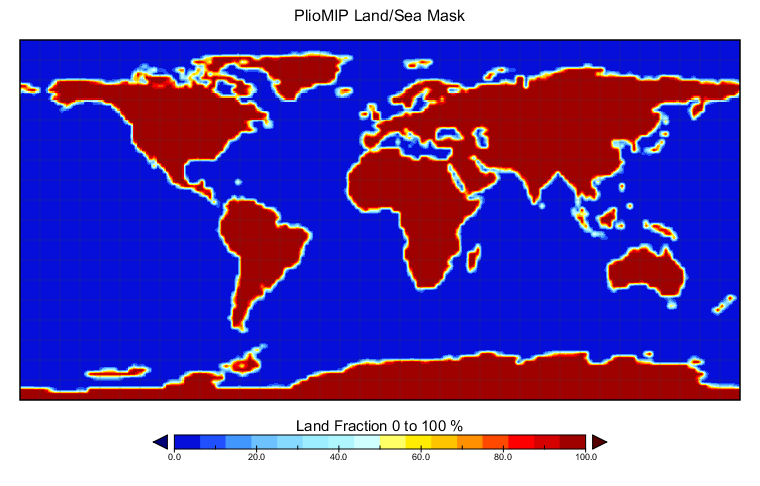 PlioMIP Land/Sea Mask
Land Fraction 0 to 100 %
0.0 20.0 40.0 60.0 80.0 100.0